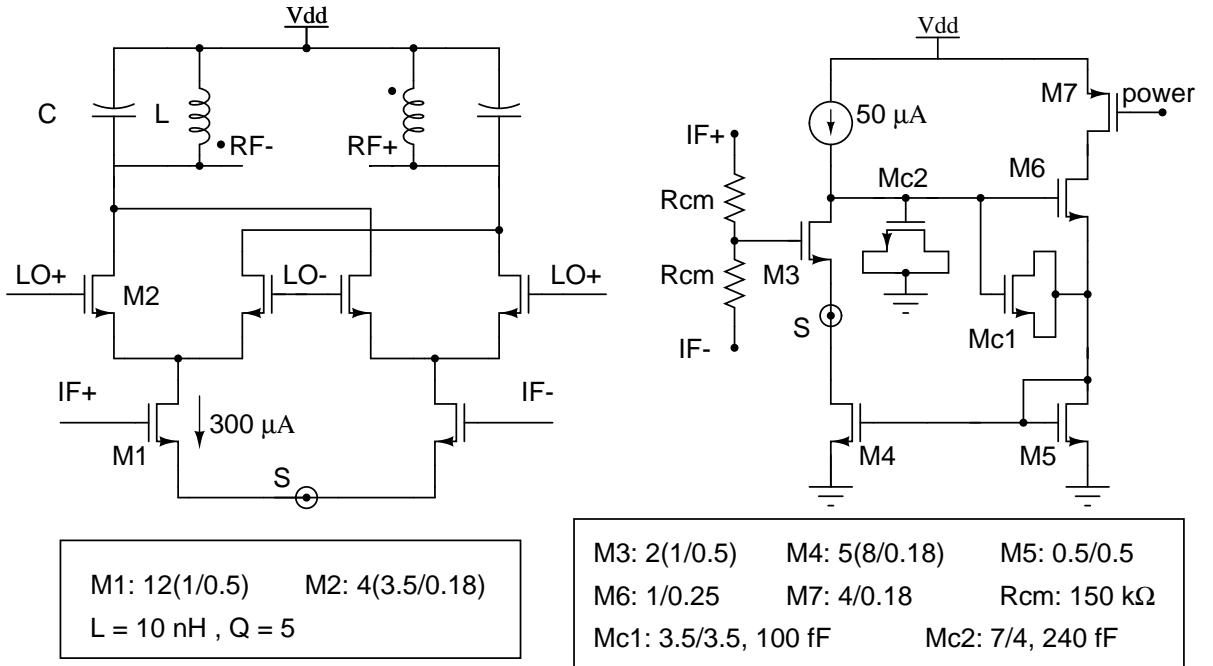 Vdd
C
L
RF-
RF+
LO+
M2
LO-
LO+
IF+
IF-
300 µA
M1
S
M1: 12(1/0.5) M2: 4(3.5/0.18)
L = 10 nH , Q = 5
Vdd
M7
power
50 µA
IF+
Mc2
M6
Rcm
Rcm
M3
S
Mc1
IF-
M4
M5
M3: 2(1/0.5) M4: 5(8/0.18) M5: 0.5/0.5
M6: 1/0.25 M7: 4/0.18 Rcm: 150 kΩ
Mc1: 3.5/3.5, 100 fF Mc2: 7/4, 240 fF